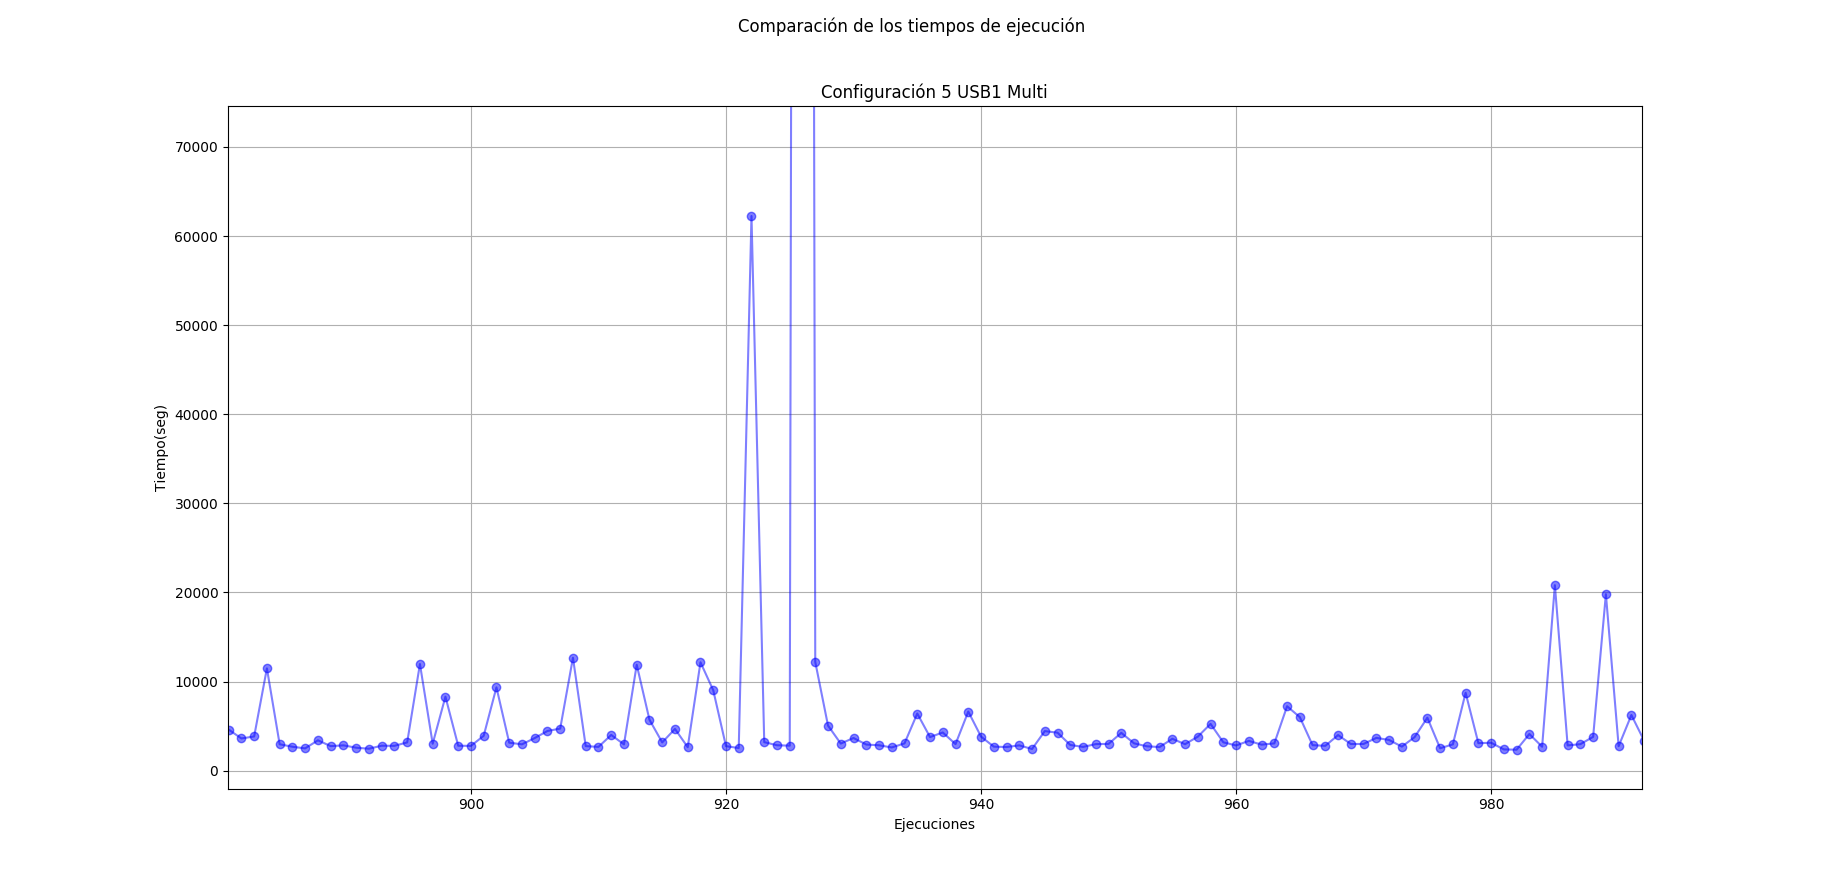 Comparación de los tiempos de ejecución
Configuración 5 USB1 Multi
70000
60000
50000
40000
30000
20000
10000
0
Tiempo(seg)
900 920 940 960 980
Ejecuciones